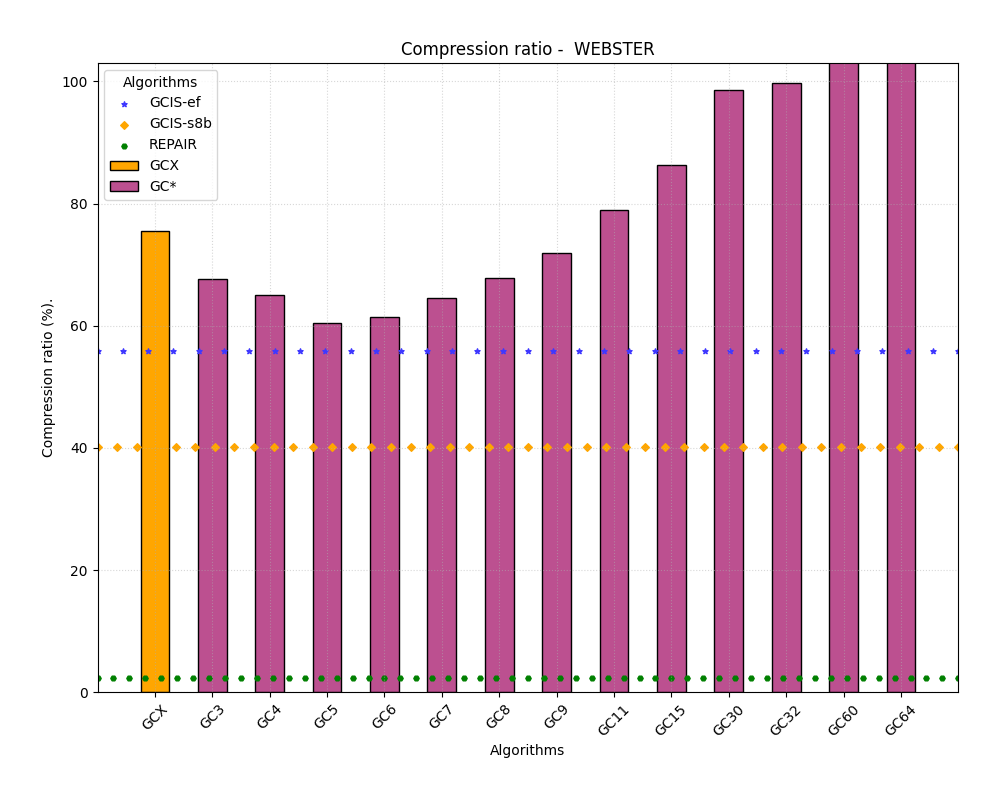 Compression ratio -  WEBSTER
Algorithms
GCIS-ef
GCIS-s8b
REPAIR
GCX
GC*
100
80
60
40
20
0
Compression ratio (%).
GCX
GC3
GC4
GC5
GC6
GC7
GC8
GC9
GC11
GC15
GC30
GC32
GC60
GC64
Algorithms